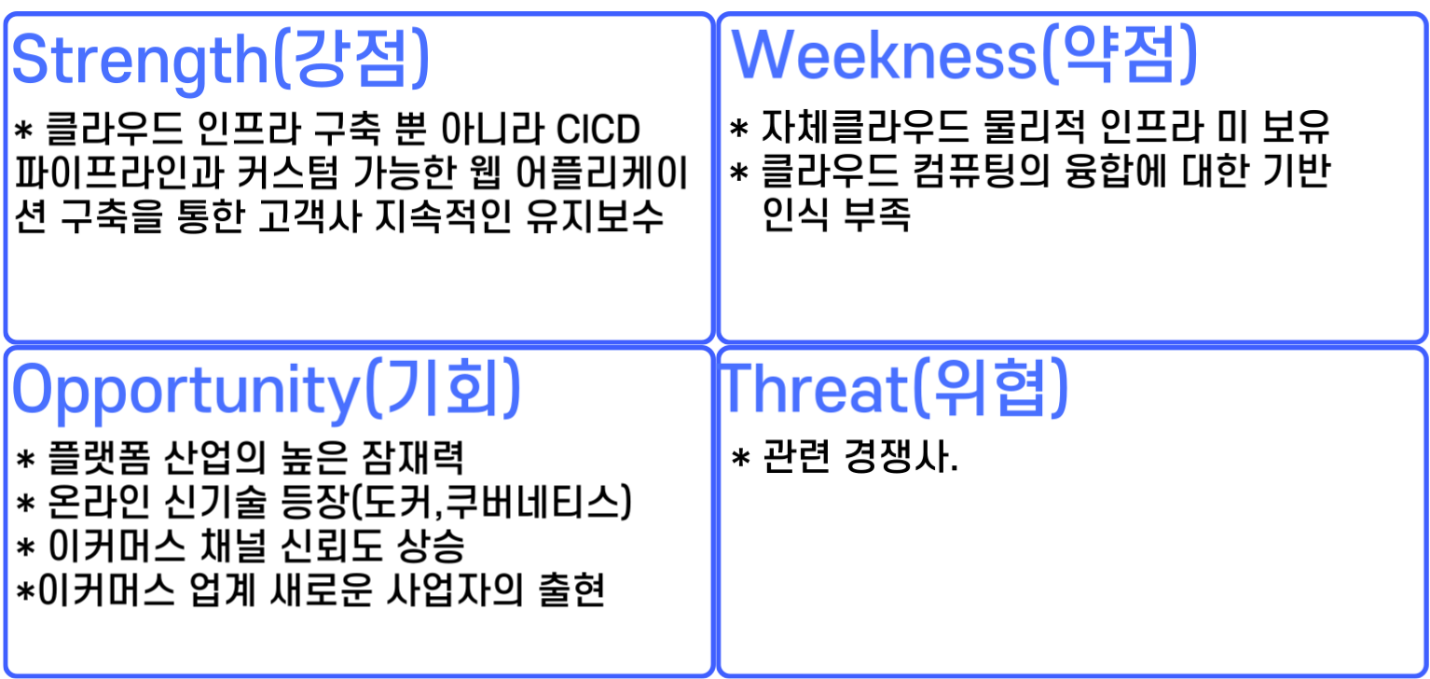 Strength(강점)
* 클라우드 인프라 구축 뿐 아니라 CICD
파이프라인과 커스텀 가능한 웹 어플리케이
션 구축을 통한 고객사 지속적인 유지보수
Weekness(약점)
* 자체클라우드 물리적 인프라 미 보유
* 클라우드 컴퓨팅의 융합에 대한 기반
인식 부족
Opportunity(기회)
* 플랫폼 산업의 높은 잠재력
* 온라인 신기술 등장(도커,쿠버네티스)
* 이커머스 채널 신뢰도 상승
*이커머스 업계 새로운 사업자의 출현
Threat(위협)
* 관련 경쟁사.